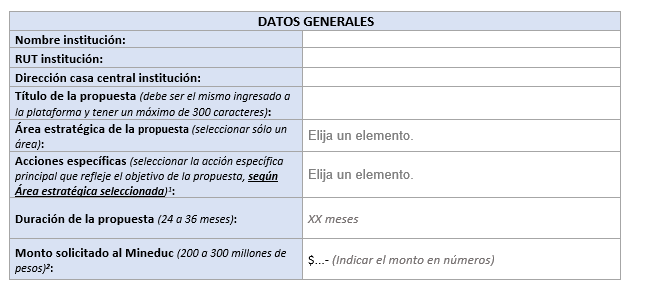 DATOS GENERALES
Nombre institución:
RUT institución:
Dirección casa central institución:
Título de la propuesta (debe ser el mismo ingresado a
la plataforma y tener un máximo de 300 caracteres):
Área estratégica de la propuesta (seleccionar sólo un
área):
Elija un elemento.
Acciones específicas (seleccionar la acción específica
principal que refleje el objetivo de la propuesta, según
Área estratégica seleccionada)¹:
Elija un elemento.
Duración de la propuesta (24 a 36 meses):
XX meses
Monto solicitado al Mineduc (200 a 300 millones de
pesos)²:
$...- (Indicar el monto en números)